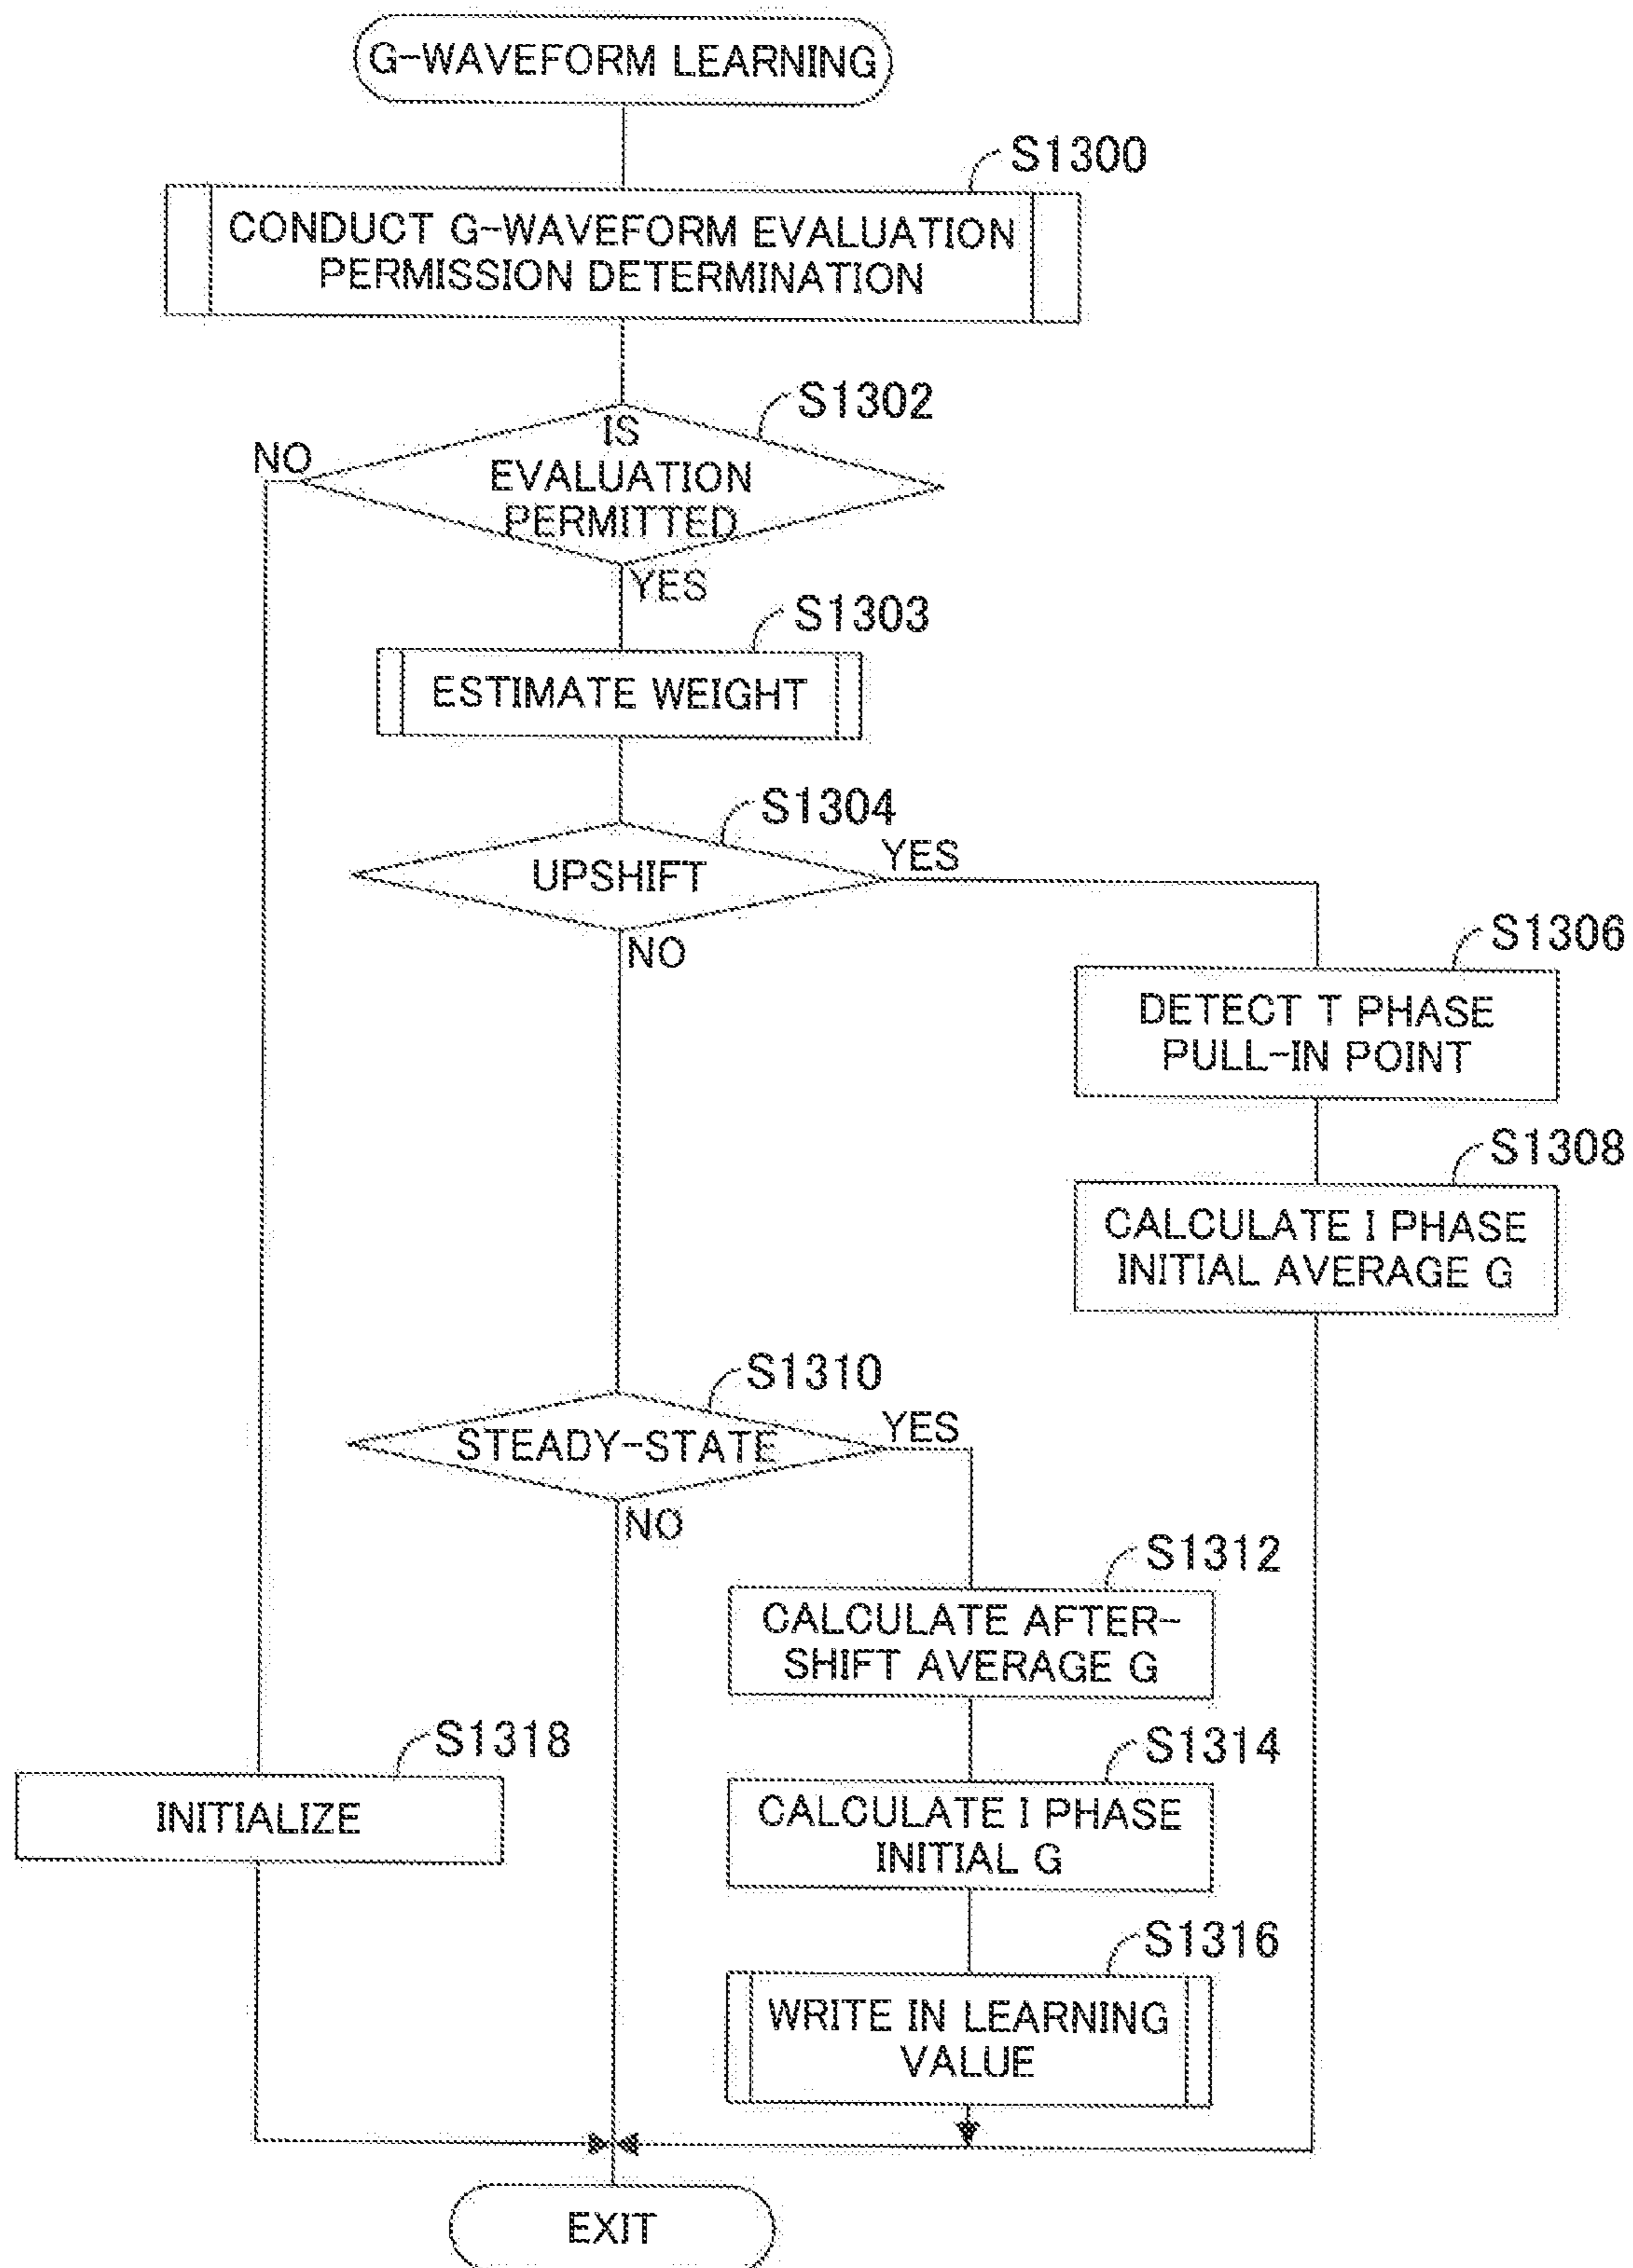 G-WAVEFORM LEARNING
S1300
CONDUCT G-WAVEFORM EVALUATION
PERMISSION DETERMINATION
S1302
NO
IS
EVALUATION
PERMITTED
YES
S1303
ESTIMATE WEIGHT
S1304
UPSHIFT
YES
NO
S1306
DETECT T PHASE
PULL-IN POINT
S1308
CALCULATE I PHASE
INITIAL AVERAGE G
S1310
STEADY-STATE
YES
NO
S1312
CALCULATE AFTER-
SHIFT AVERAGE G
S1318
INITIALIZE
S1314
CALCULATE I PHASE
INITIAL G
S1316
WRITE IN LEARNING
VALUE
EXIT